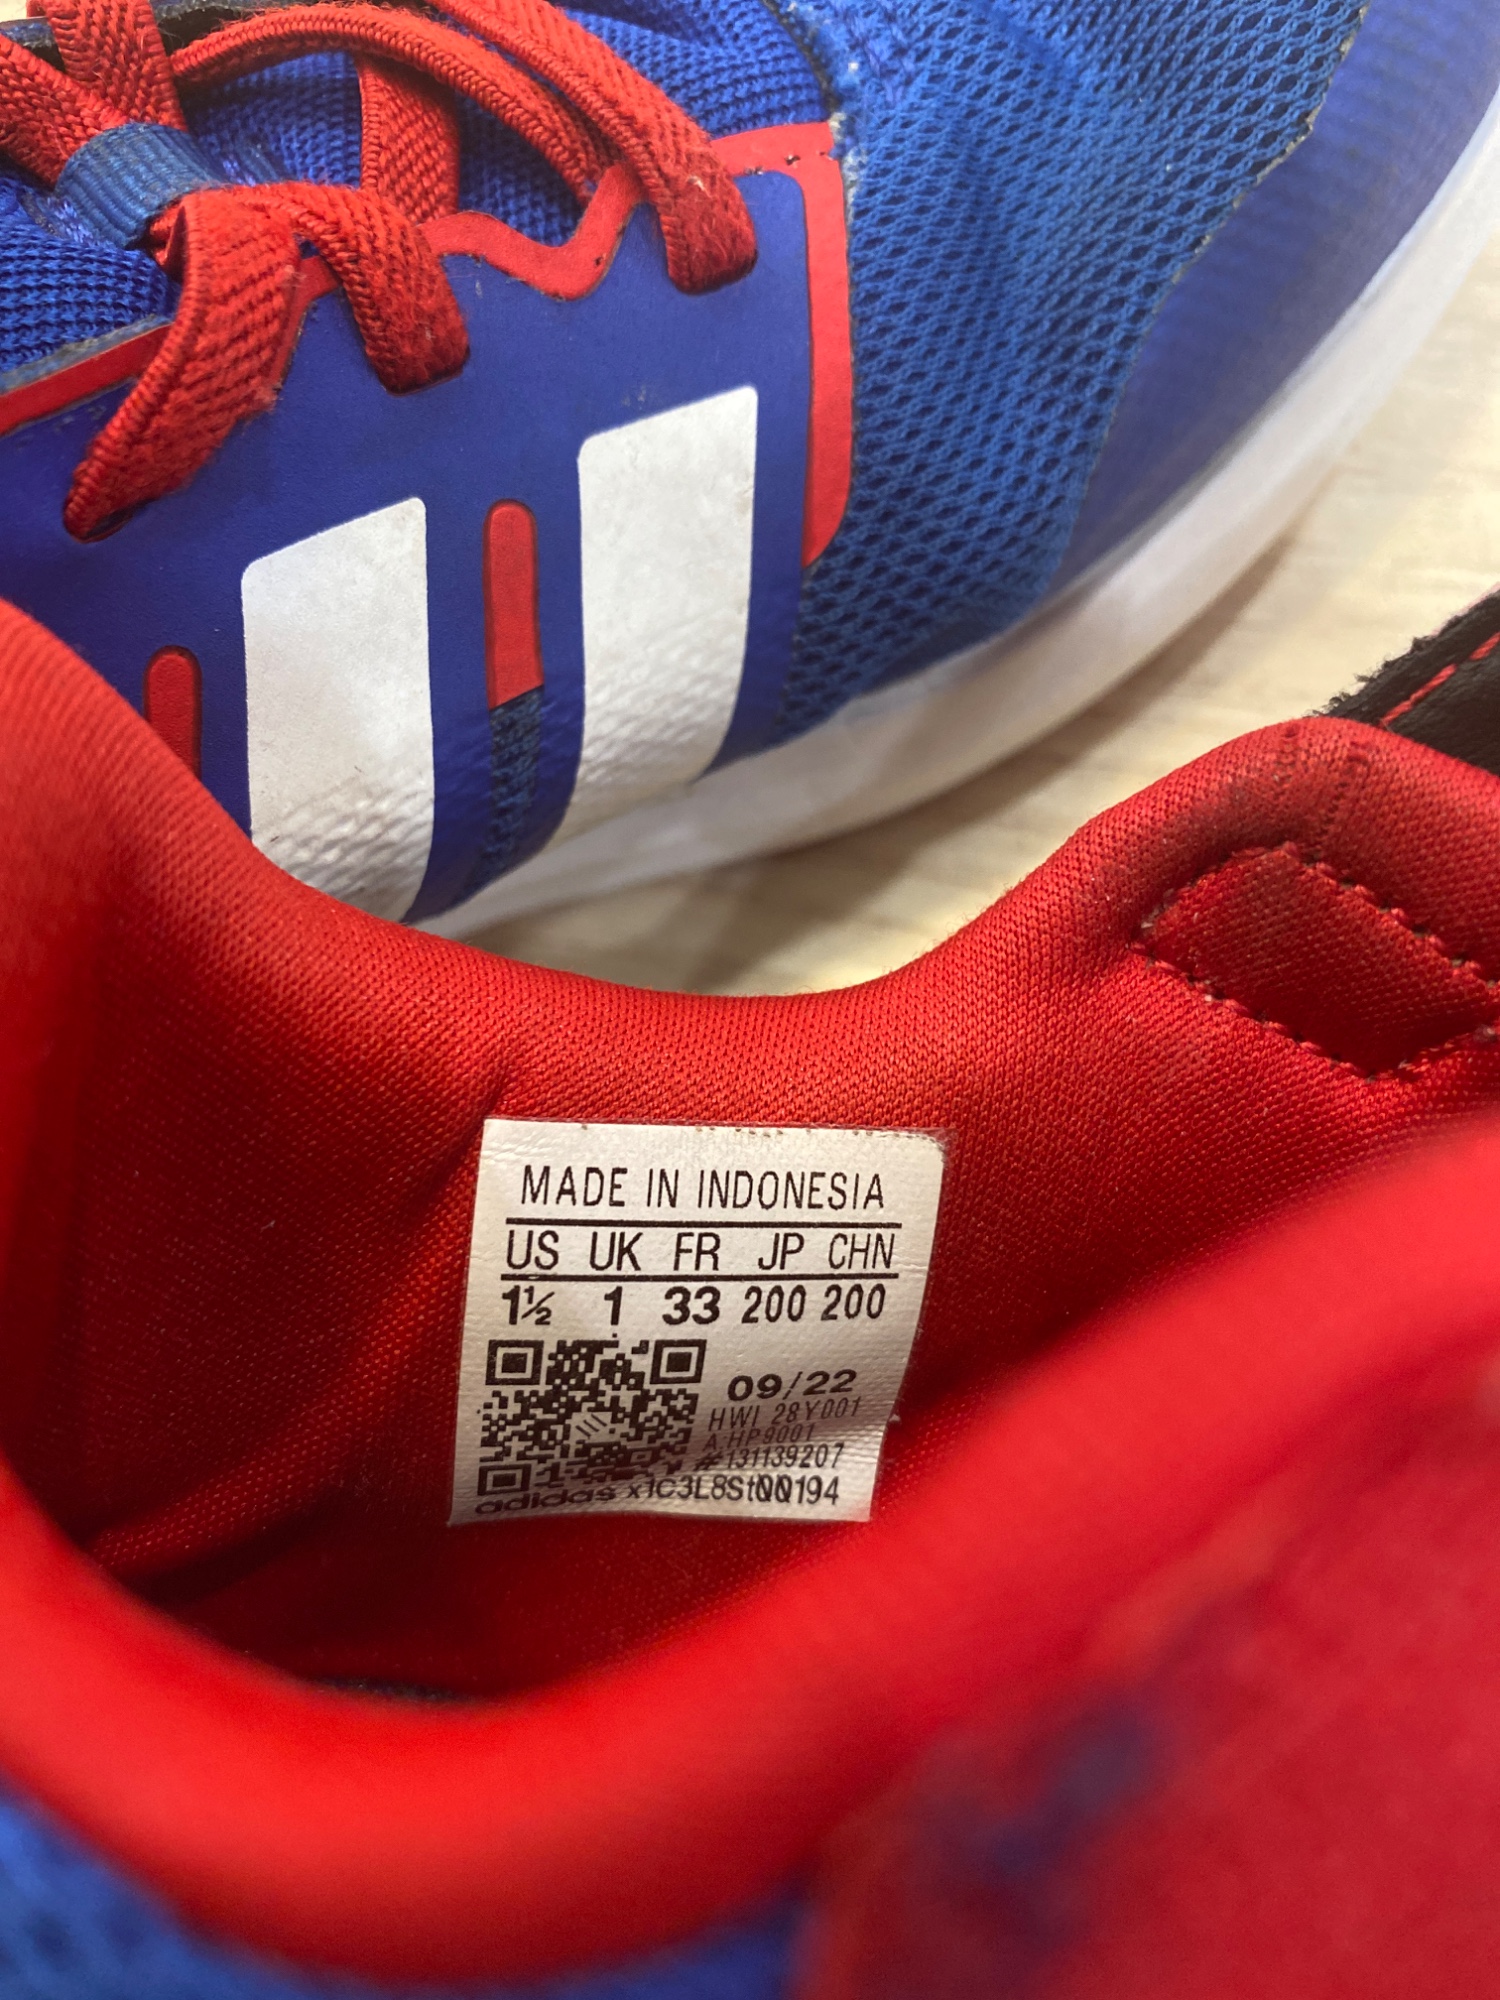 MADE IN INDONESIA
US UK FR JP CHN
1½ 1 33 200 200
09/22
HWI 28Y001
A HP9001
#131139207
adidas x1C3L8St00194